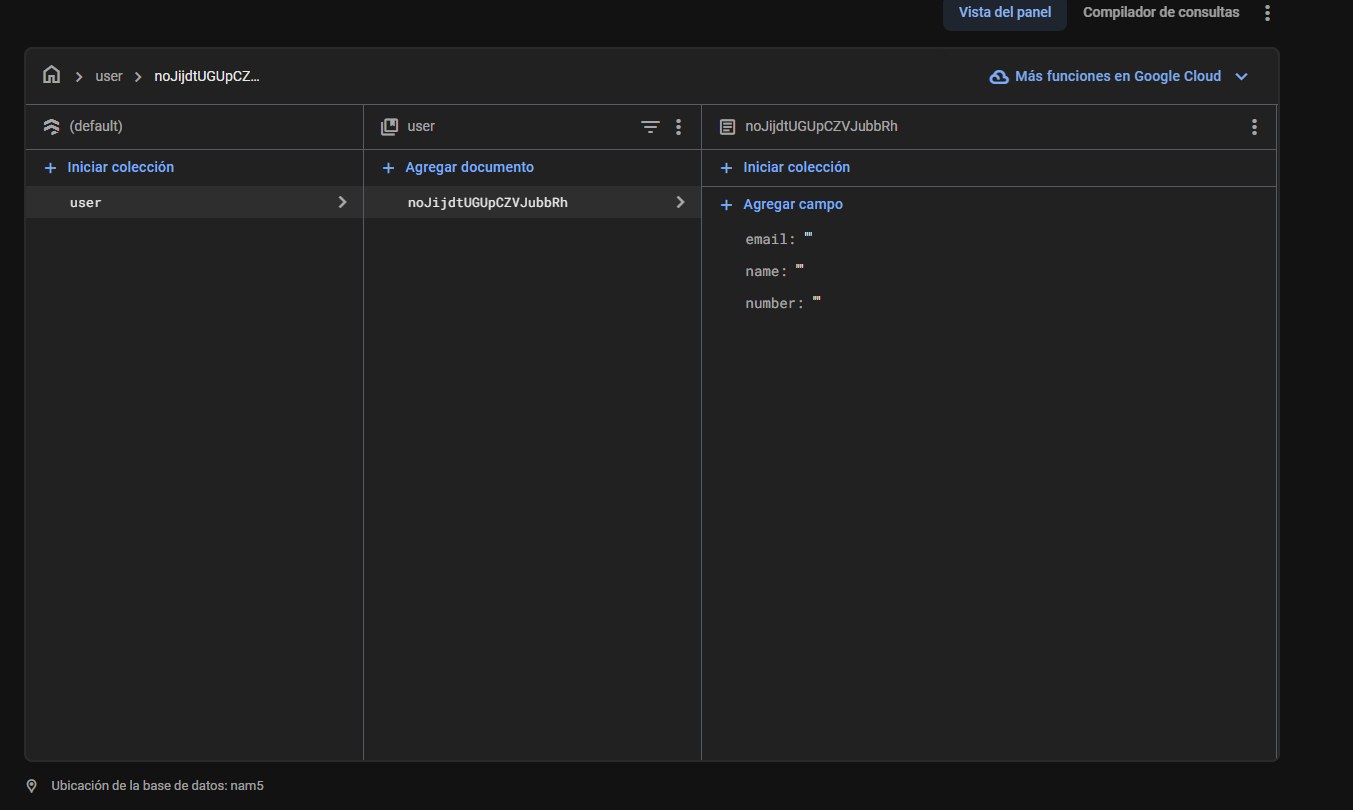 Vista del panel Compilador de consultas
user noJijdtUGUpCZ...
Más funciones en Google Cloud
(default)
user
noJijdtUGUpCZVJubbRh
+ Iniciar colección
+ Agregar documento
+ Iniciar colección
user
noJijdtUGUpCZVJubbRh
+ Agregar campo
email: ""
name: ""
number: ""
Ubicación de la base de datos: nam5